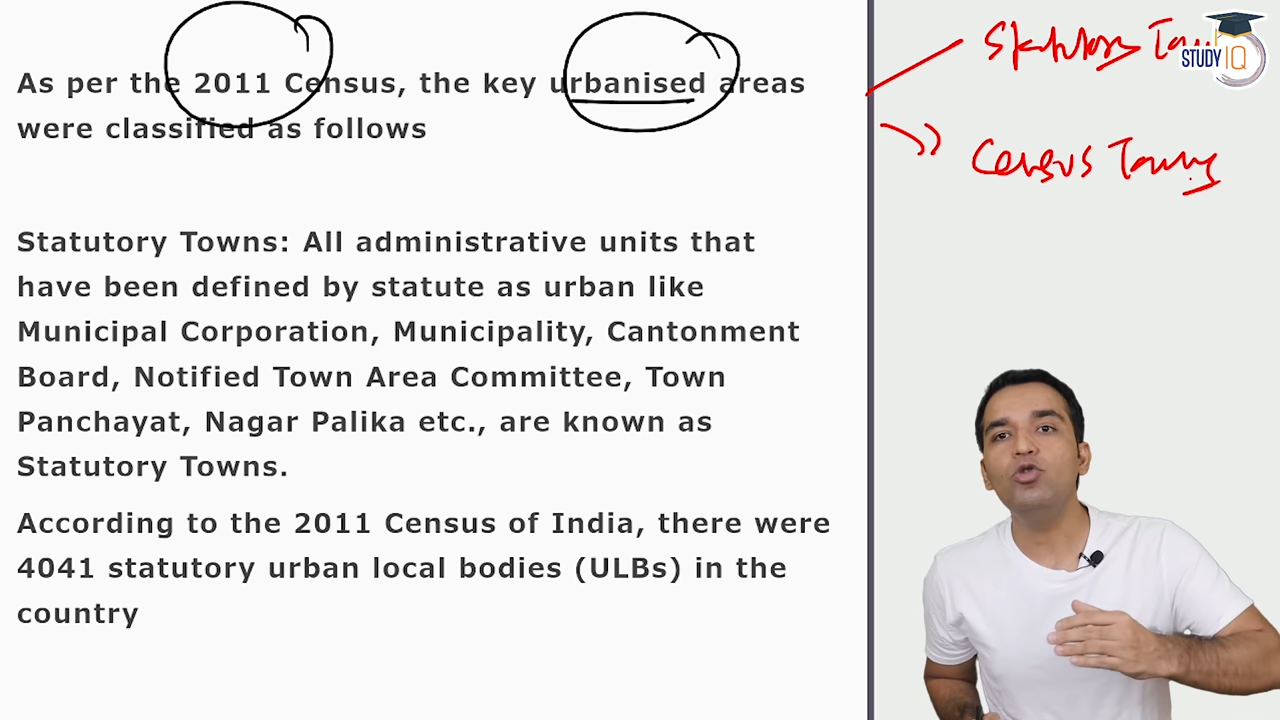 As per the 2011 Census, the key urbanised areas
were classified as follows
Statutory Towns: All administrative units that
have been defined by statute as urban like
Municipal Corporation, Municipality, Cantonment
Board, Notified Town Area Committee, Town
Panchayat, Nagar Palika etc., are known as
Statutory Towns.
According to the 2011 Census of India, there were
4041 statutory urban local bodies (ULBs) in the
country
STUDY IQ
Census Towns